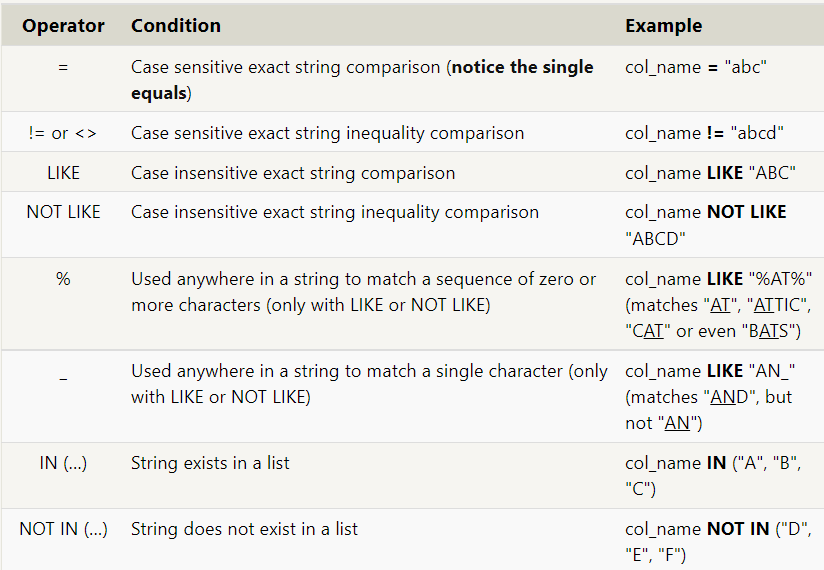 Operator Condition Example
= Case sensitive exact string comparison (notice the single col_name = "abc"
equals)
!= or <> Case sensitive exact string inequality comparison col_name != "abcd"
LIKE Case insensitive exact string comparison col_name LIKE "ABC"
NOT LIKE Case insensitive exact string inequality comparison col_name NOT LIKE
"ABCD"
% Used anywhere in a string to match a sequence of zero or col_name LIKE "%AT%"
more characters (only with LIKE or NOT LIKE) (matches "AT", "ATTIC",
"CAT" or even "BATS")
_ Used anywhere in a string to match a single character (only col_name LIKE "AN_"
with LIKE or NOT LIKE) (matches "AND", but
not "AN")
IN (...) String exists in a list col_name IN ("A", "B",
"C")
NOT IN (...) String does not exist in a list col_name NOT IN ("D",
"E", "F")